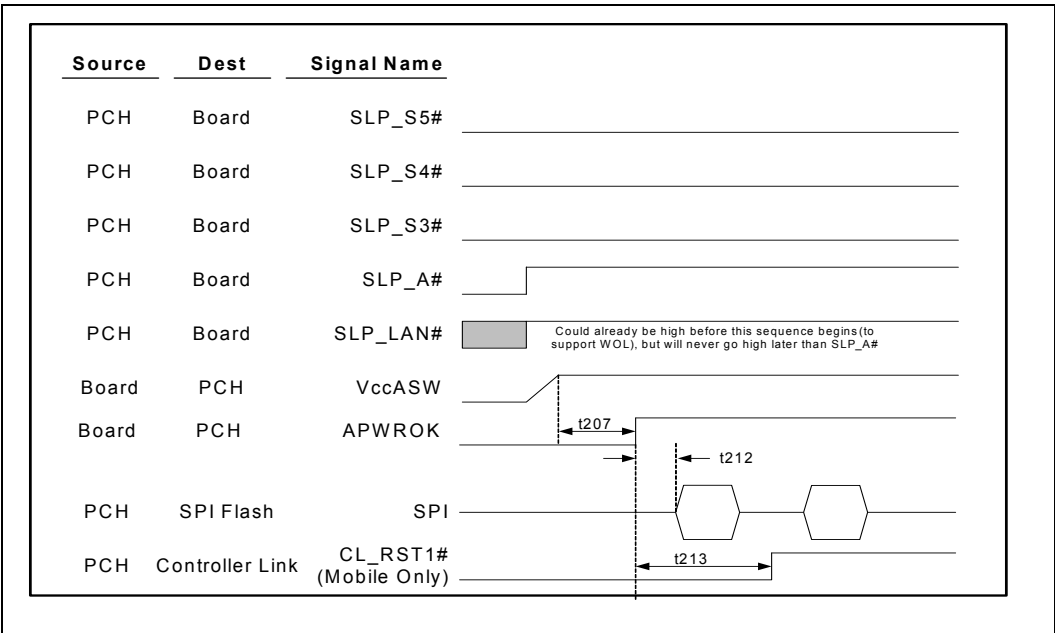 Source Dest Signal Name
PCH Board SLP_S5#
PCH Board SLP_S4#
PCH Board SLP_S3#
PCH Board SLP_A#
PCH Board SLP_LAN# Could already be high before this sequence begins(to
support WOL), but will never go high later than SLP_A#
Board PCH VccASW
Board PCH APWROK t207
t212
PCH SPI Flash SPI
PCH Controller Link CL_RST1# t213
(Mobile Only)